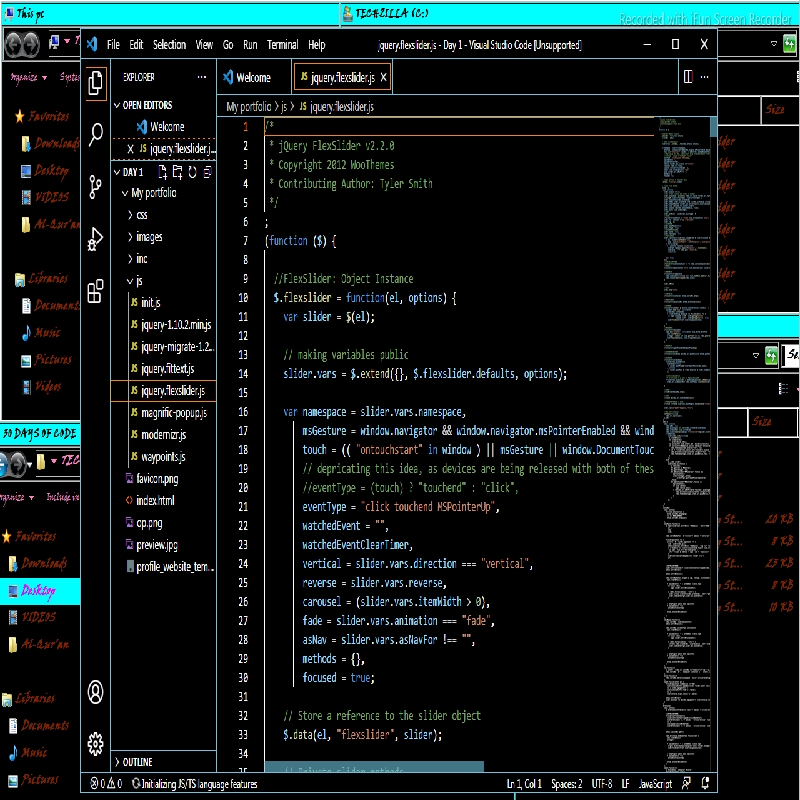 This pc
TECHZILLA (C:)
Recorded with iFun Screen Recorder
File Edit Selection View Go Run Terminal Help
jquery.flexslider.js - Day 1 - Visual Studio Code [Unsupported]
Organize
EXPLORER
Welcome
JS jquery.flexslider.js
OPEN EDITORS
Welcome
JS jquery.flexslider.j...
DAY 1
My portfolio
css
images
inc
js
JS init.js
JS jquery-1.10.2.min.js
JS jquery-migrate-1.2...
JS jquery.fittext.js
JS jquery.flexslider.js
JS magnific-popup.js
JS modernizr.js
JS waypoints.js
favicon.png
index.html
op.png
preview.jpg
profile_website_tem...
OUTLINE
My portfolio > js > JS jquery.flexslider.js
1 /*
2 * jQuery FlexSlider v2.2.0
3 * Copyright 2012 WooThemes
4 * Contributing Author: Tyler Smith
5 */
6 ;
7 (function ($) {
8
9 //FlexSlider: Object Instance
10 $.flexslider = function(el, options) {
11 var slider = $(el);
12
13 // making variables public
14 slider.vars = $.extend({}, $.flexslider.defaults, options);
15
16 var namespace = slider.vars.namespace,
17 msGesture = window.navigator && window.navigator.msPointerEnabled && wind
18 touch = (( "ontouchstart" in window ) || msGesture || window.DocumentTouc
19 // depricating this idea, as devices are being released with both of thes
20 //eventType = (touch) ? "touchend" : "click",
21 eventType = "click touchend MSPointerUp",
22 watchedEvent = "",
23 watchedEventClearTimer,
24 vertical = slider.vars.direction === "vertical",
25 reverse = slider.vars.reverse,
26 carousel = (slider.vars.itemWidth > 0),
27 fade = slider.vars.animation === "fade",
28 asNav = slider.vars.asNavFor !== "",
29 methods = {},
30 focused = true;
31
32 // Store a reference to the slider object
33 $.data(el, "flexslider", slider);
34
35 // Private slider methods
0 0 Initializing JS/TS language features
Ln 1, Col 1 Spaces: 2 UTF-8 LF JavaScript
Favorites
Downloads
Desktop
VIDEOS
Al-Qur'an
Libraries
Documents
Music
Pictures
Videos
30 DAYS OF CODE
Organize Include
Favorites
Downloads
Desktop
VIDEOS
Al-Qur'an
Libraries
Documents
Music
Pictures
Size
Size
20 KB
8 KB
23 KB
8 KB
10 KB